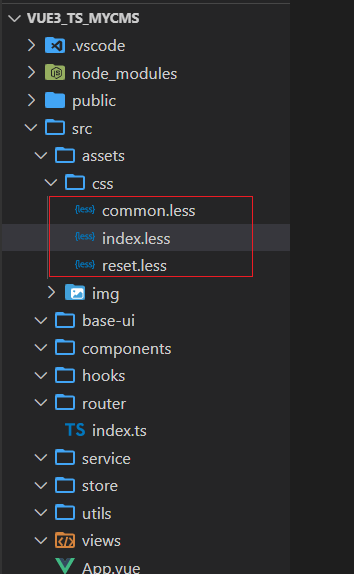 VUE3_TS_MYCMS
.vscode
node_modules
public
src
assets
css
{less} common.less
{less} index.less
{less} reset.less
img
base-ui
components
hooks
router
TS index.ts
service
store
utils
views
App.vue